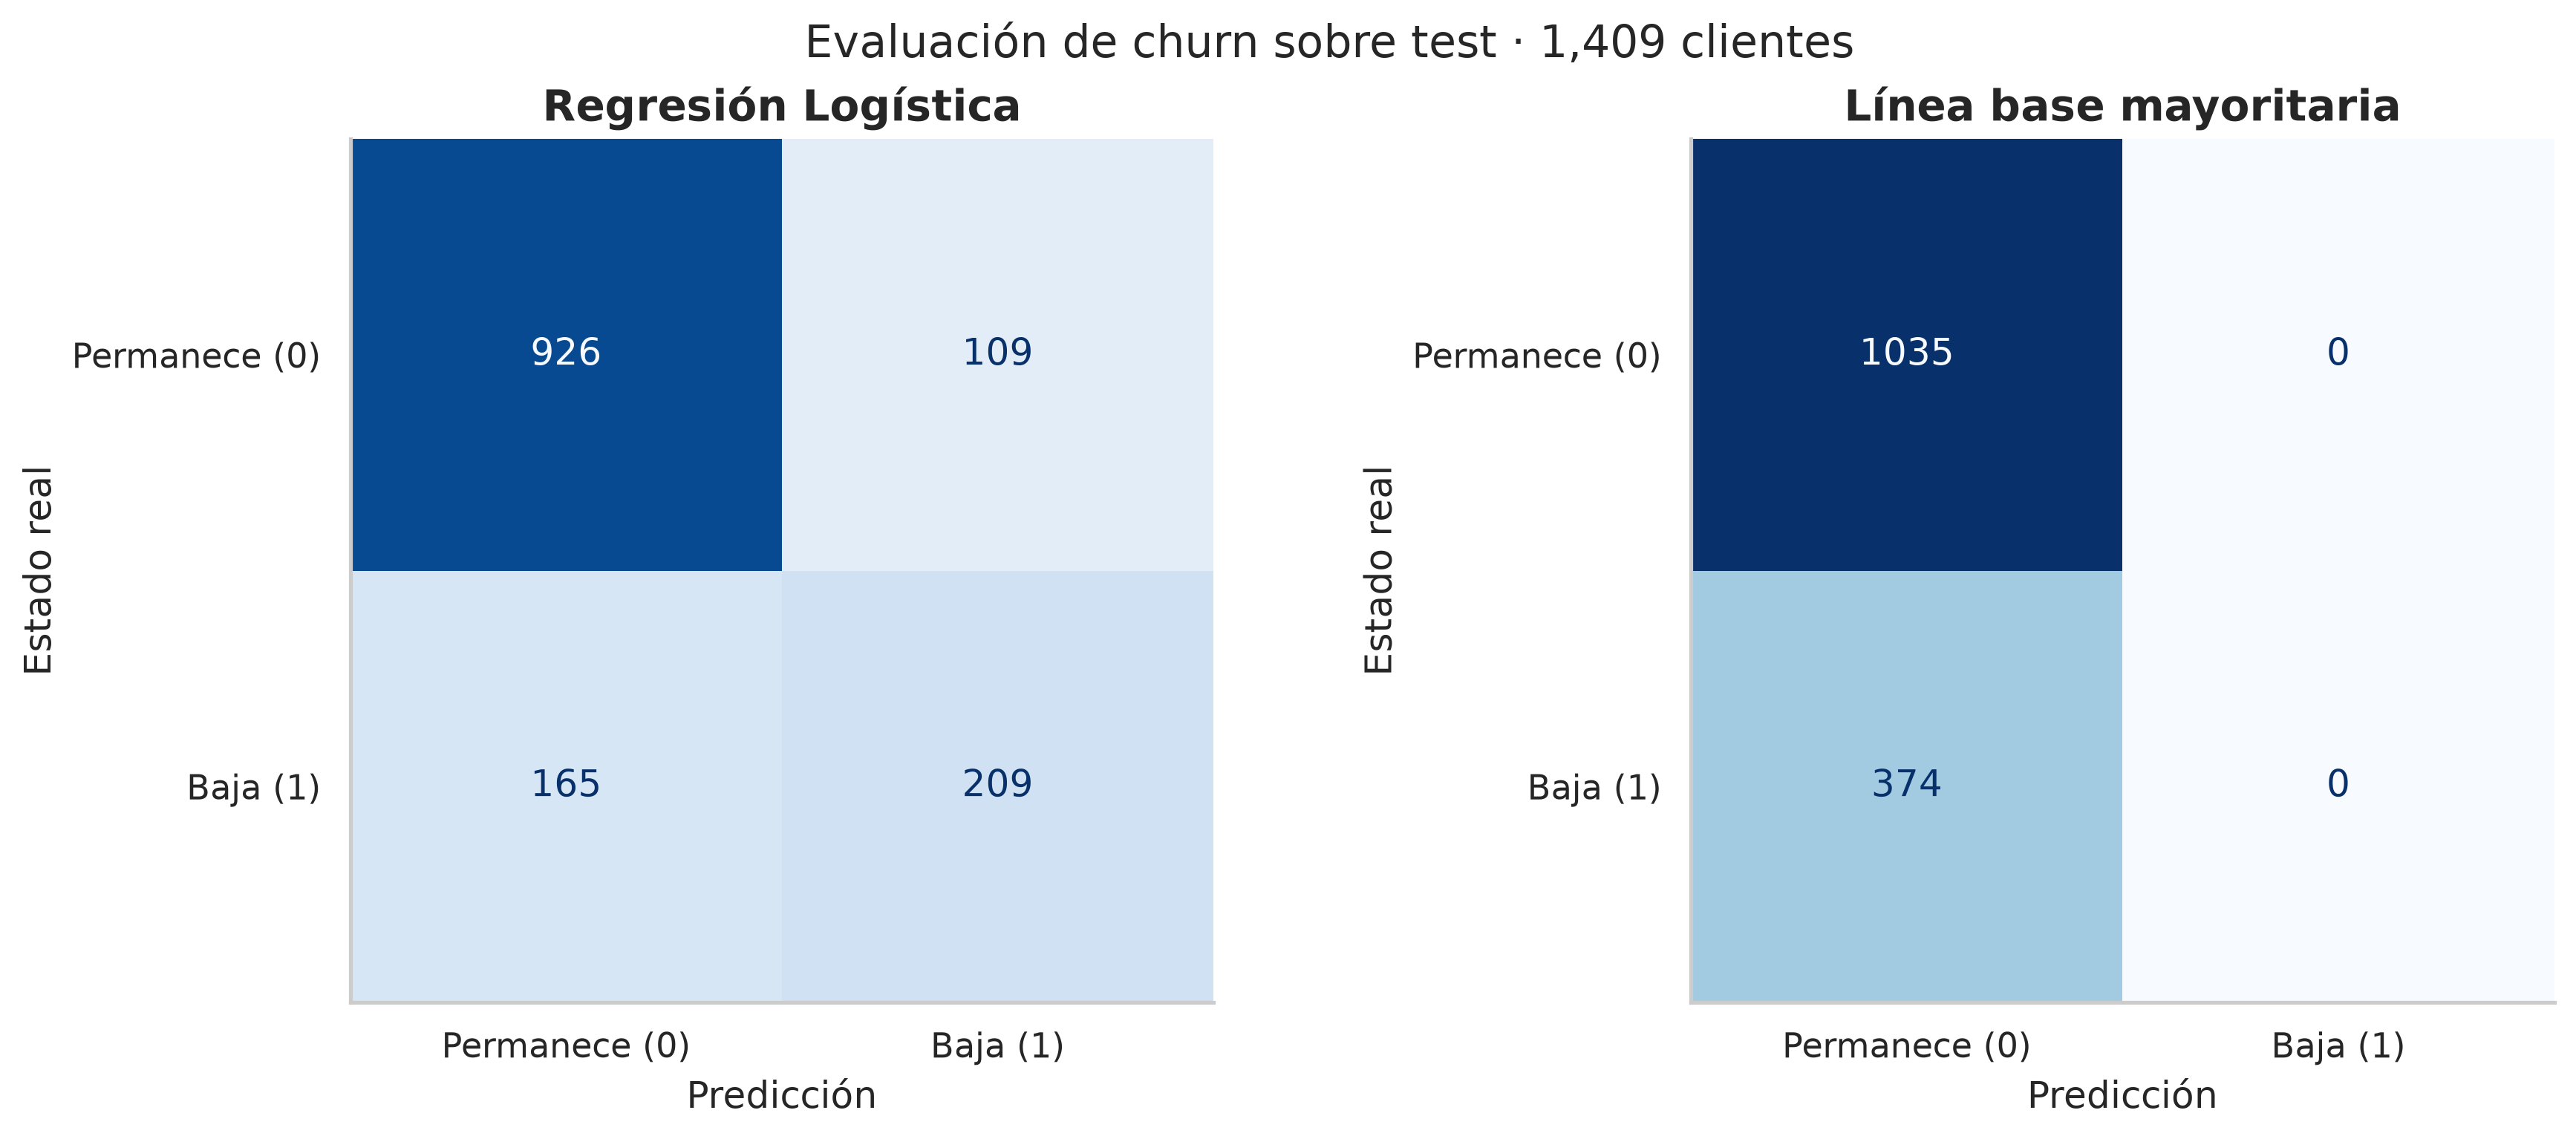 Evaluación de churn sobre test · 1,409 clientes
Regresión Logística
Estado real
Permanece (0)
926
109
Baja (1)
165
209
Permanece (0)
Baja (1)
Predicción
Línea base mayoritaria
Estado real
Permanece (0)
1035
0
Baja (1)
374
0
Permanece (0)
Baja (1)
Predicción